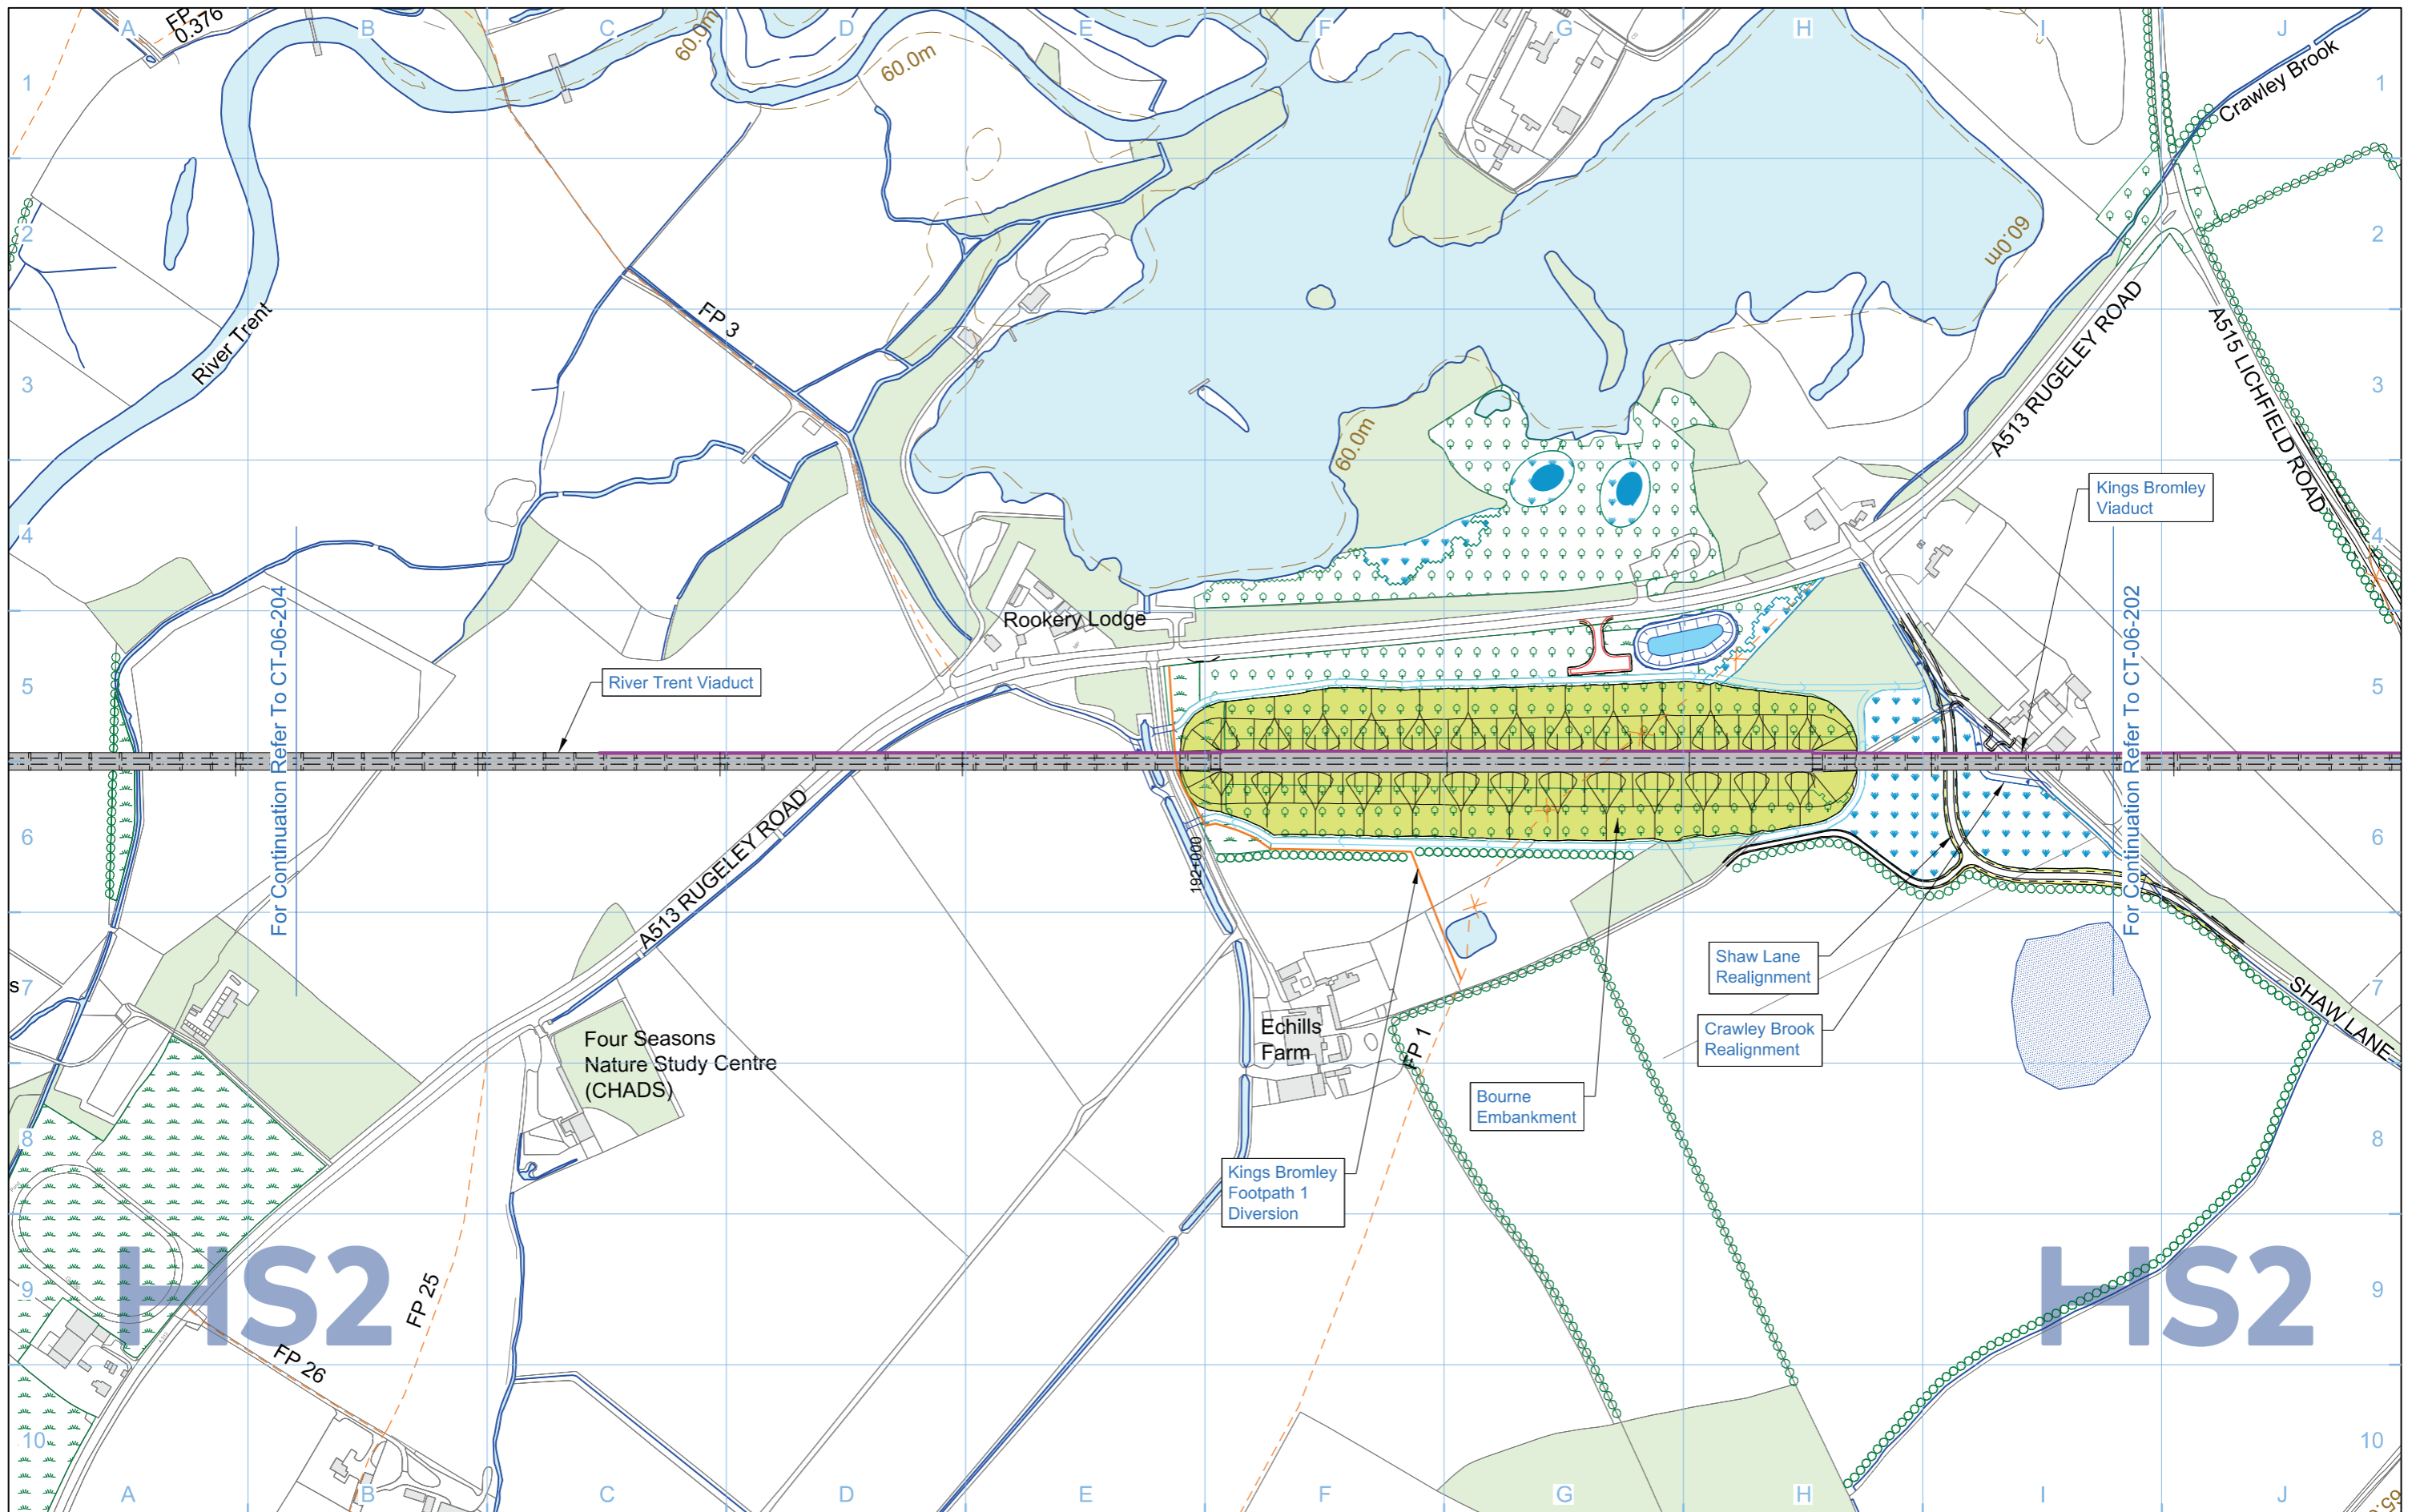 A
B
C
D
E
F
G
H
I
J
FP
0.376
60.0m
60.0m
1
1
Crawley Brook
2
2
60.0m
River Trent
FP 3
A513 RUGELEY ROAD
A515 LICHFIELD ROAD
3
3
60.0m
Kings Bromley
Viaduct
4
4
For Continuation Refer To CT-06-204
Rookery Lodge
For Continuation Refer To CT-06-202
River Trent Viaduct
5
5
6
6
A513 RUGELEY ROAD
192+000
Shaw Lane
Realignment
s
7
7
SHAW LANE
Four Seasons
Nature Study Centre
(CHADS)
Echills
Farm
FP 1
Crawley Brook
Realignment
Bourne
Embankment
8
8
Kings Bromley
Footpath 1
Diversion
HS2
HS2
9
9
FP 25
FP 26
10
10
A
B
C
D
E
F
G
H
I
J